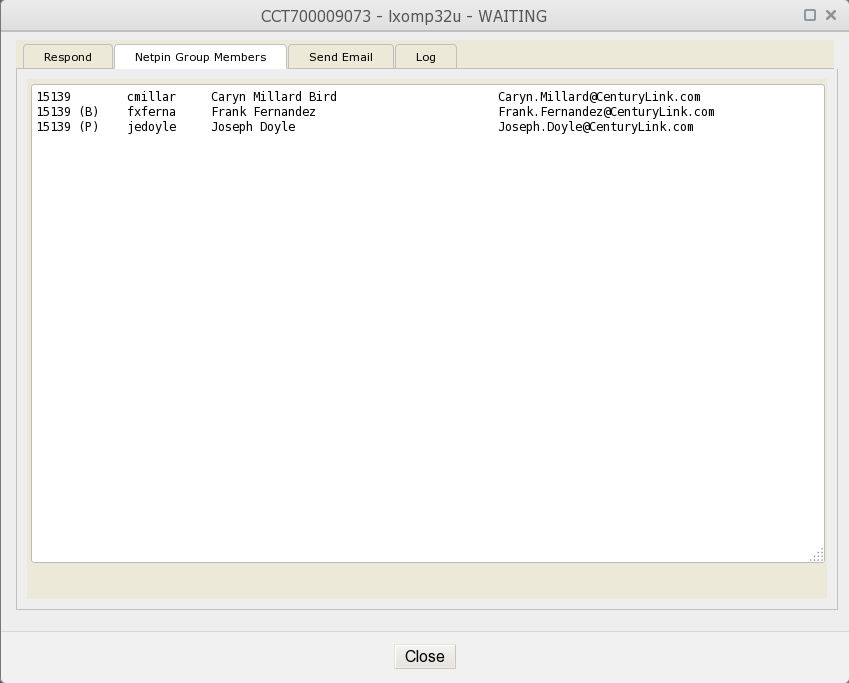 CCT700009073 - lxomp32u - WAITING
Respond Netpin Group Members Send Email Log
15139 cmillar Caryn Millard Bird Caryn.Millard@CenturyLink.com
15139 (B) fxferna Frank Fernandez Frank.Fernandez@CenturyLink.com
15139 (P) jedoyle Joseph Doyle Joseph.Doyle@CenturyLink.com
Close